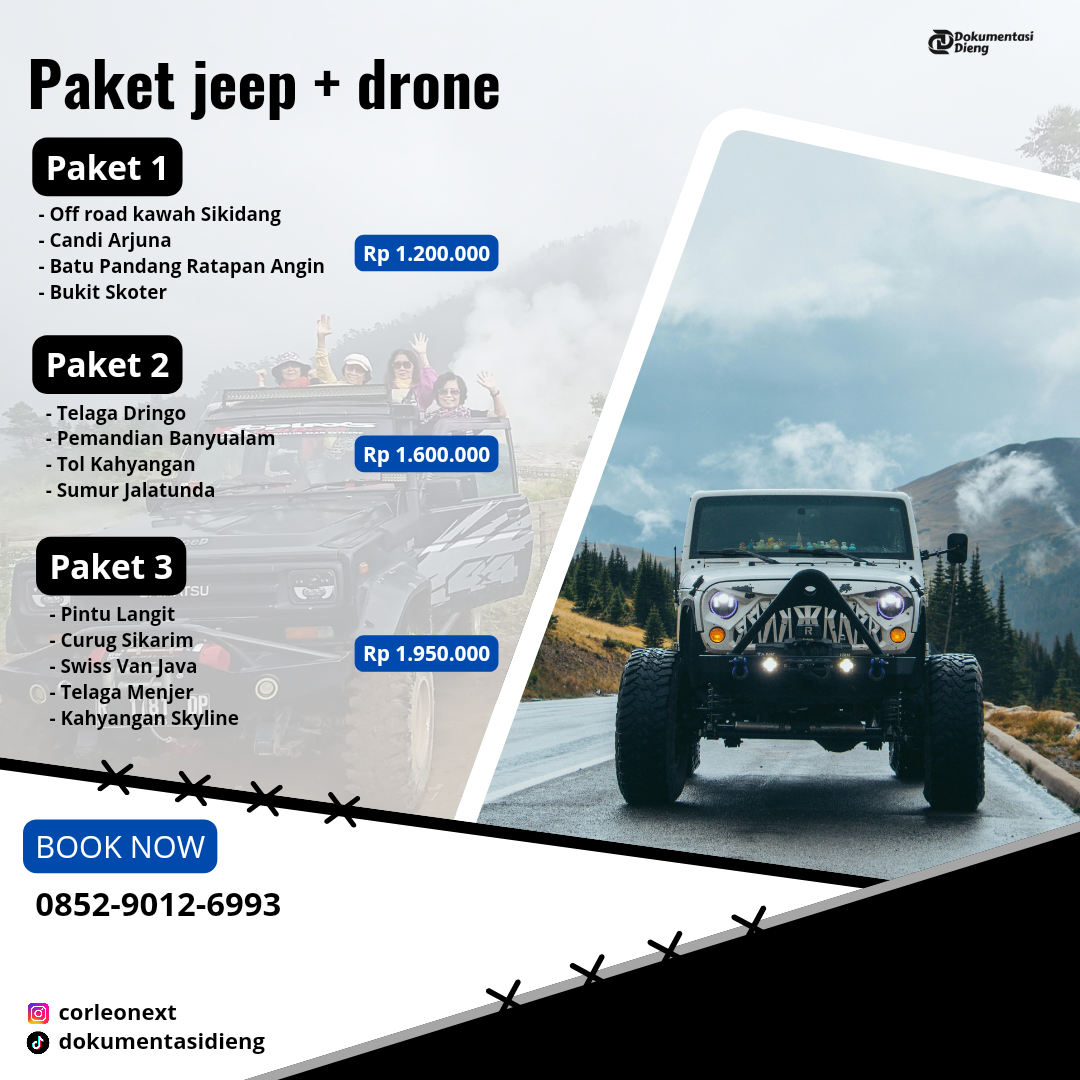 Dokumentasi
Dieng
Paket jeep + drone
Paket 1
- Off road kawah Sikidang
- Candi Arjuna
- Batu Pandang Ratapan Angin
- Bukit Skoter
Rp 1.200.000
Paket 2
- Telaga Dringo
- Pemandian Banyualam
- Tol Kahyangan
- Sumur Jalatunda
Rp 1.600.000
Paket 3
- Pintu Langit
- Curug Sikarim
- Swiss Van Java
- Telaga Menjer
- Kahyangan Skyline
Rp 1.950.000
BOOK NOW
0852-9012-6993
corleonext
dokumentasidieng